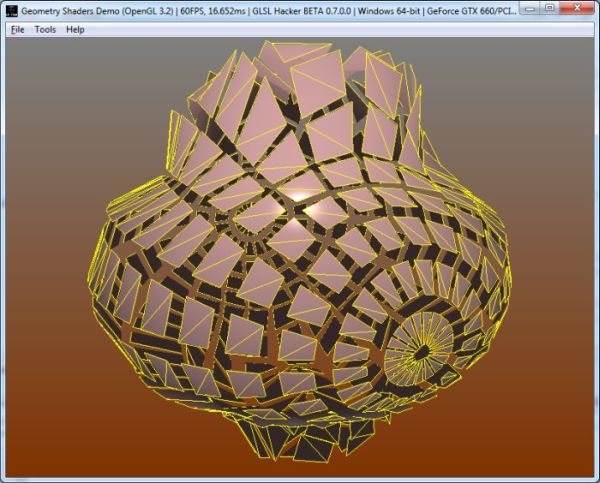 Geometry Shaders Demo (OpenGL 3.2) | 60FPS, 16.652ms | GLSL Hacker BETA 0.7.0.0 | Windows 64-bit | GeForce GTX 660/PCI...
File Tools Help